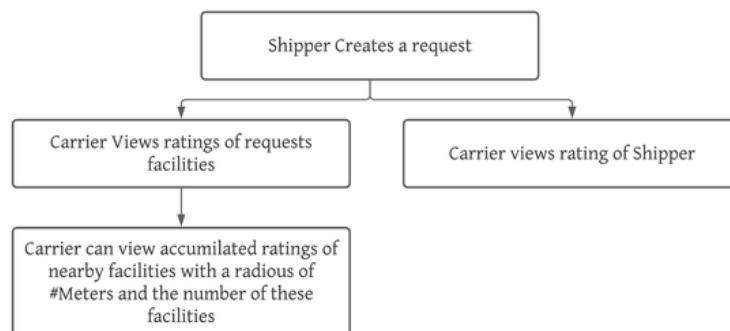 Shipper Creates a request
Carrier Views ratings of requests
facilities
Carrier views rating of Shipper
Carrier can view accumilated ratings of
nearby facilities with a radious of
#Meters and the number of these
facilities